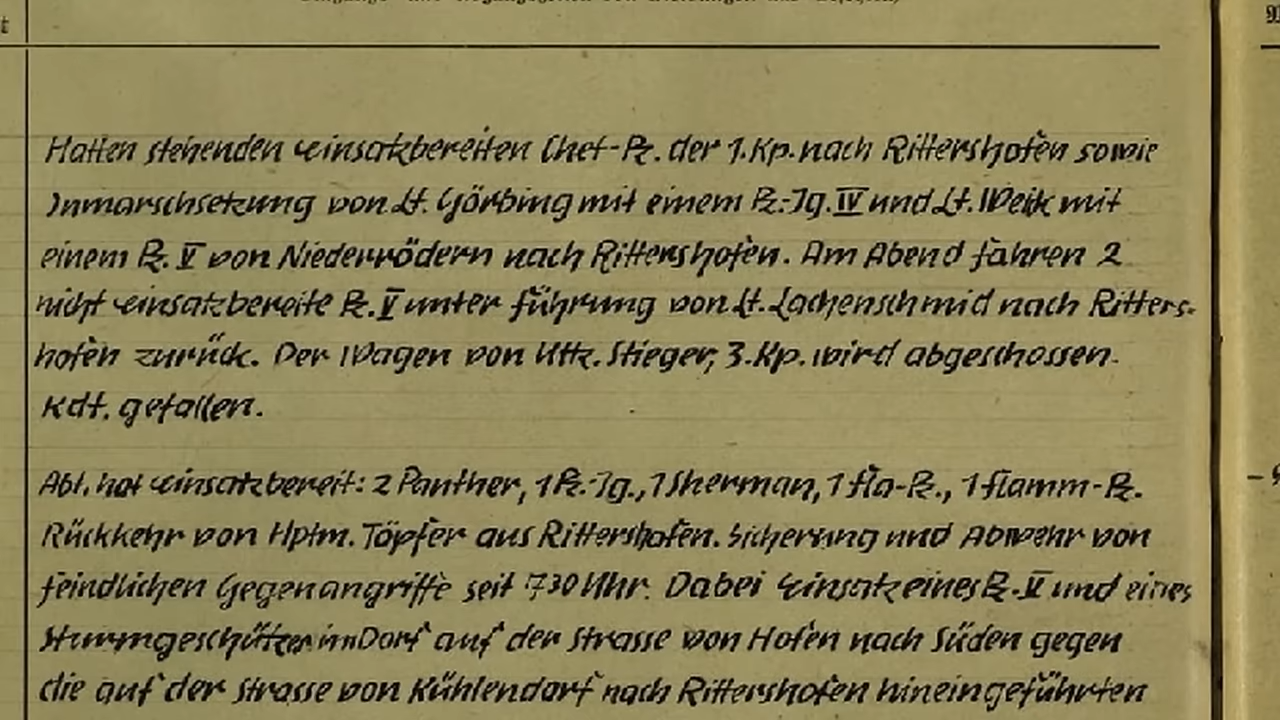 Hatten stehenden einsatzbereiten Chef-Pz. der 1.Kp. nach Rittershofen sowie
Inmarschsetzung von Lt. Görbing mit einem Pz.-Jg. IV und Lt. Weik mit
einem Pz. V von Niederrödern nach Rittershofen. Am Abend fahren 2
nicht einsatzbereite Pz. V unter Führung von Lt. Lachenschmid nach Ritters-
hofen zurück. Der Wagen von Uffz. Stieger, 3.Kp. wird abgeschossen.
Kdt. gefallen.
Abt. hat einsatzbereit: 2 Panther, 1 Pz.-Jg., 1 Sherman, 1 Fla-Pz., 1 Flamm-Pz.
Rückkehr von Hptm. Töpfer aus Rittershofen. Sicherung und Abwehr von
feindlichen Gegenangriffe seit 730 Uhr. Dabei Einsatz eines Pz. V und eines
Sturmgeschützes im Dorf auf der Strasse von Hofen nach Süden gegen
die auf der Strasse von Kühlendorf nach Rittershofen hineingeführten